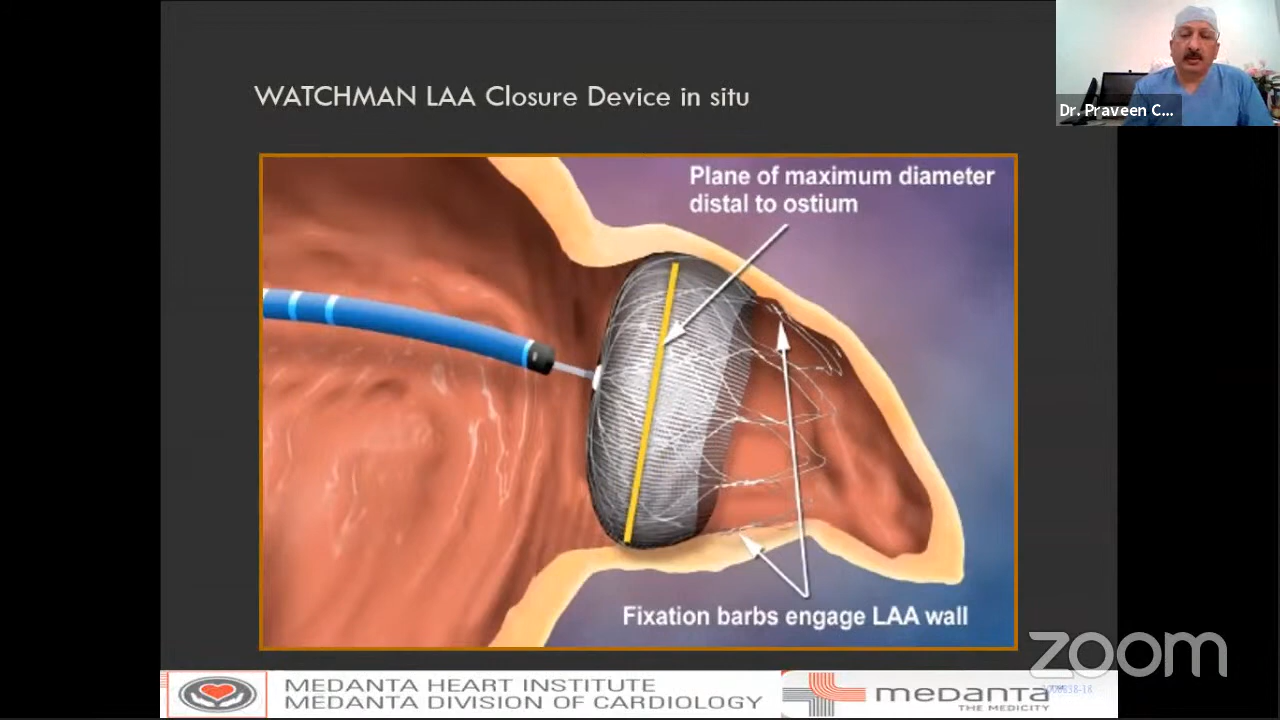 WATCHMAN LAA Closure Device in situ
Dr. Praveen C...
Plane of maximum diameter
distal to ostium
Fixation barbs engage LAA wall
zoom
MEDANTA HEART INSTITUTE
MEDANTA DIVISION OF CARDIOLOGY
medanta
THE MEDICITY